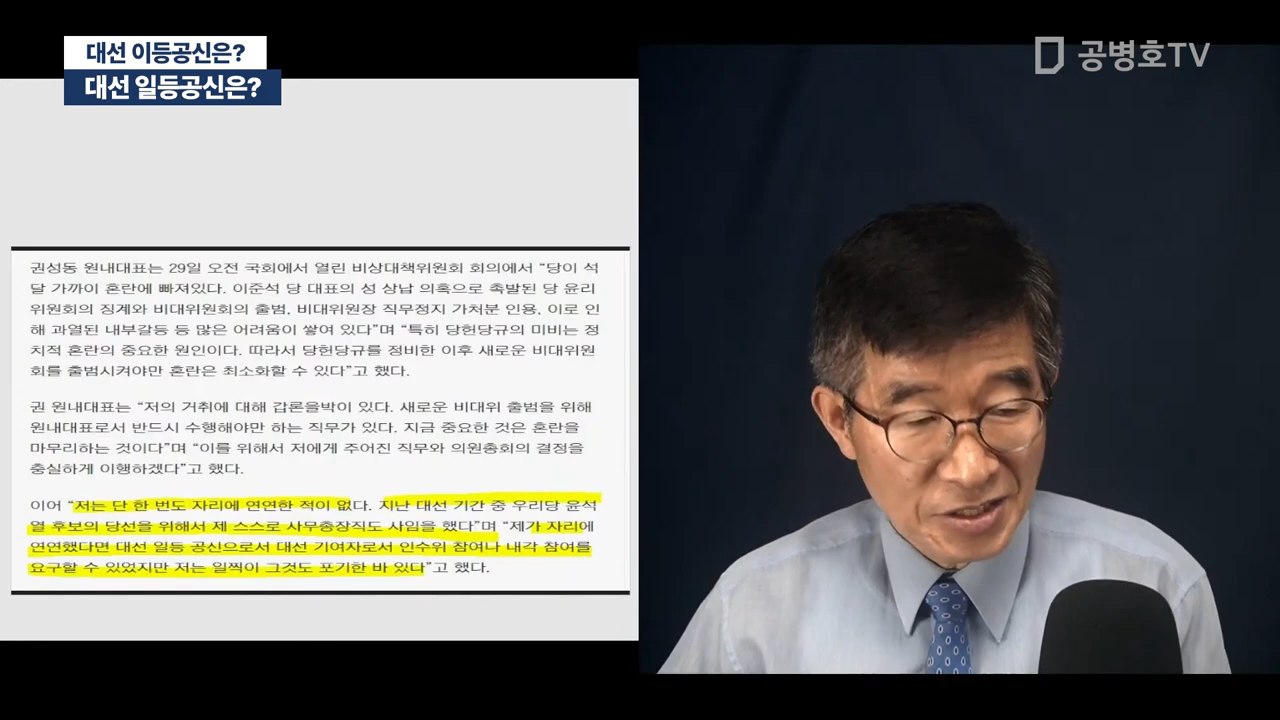 대선 이등공신은?
대선 일등공신은?
공병호TV
권성동 원내대표는 29일 오전 국회에서 열린 비상대책위원회 회의에서 “당이 석
달 가까이 혼란에 빠져있다. 이준석 당 대표의 성 상납 의혹으로 촉발된 당 윤리
위원회의 징계와 비대위원회의 출범, 비대위원장 직무정지 가처분 인용, 이로 인
해 과열된 내부갈등 등 많은 어려움이 쌓여 있다”며 “특히 당헌당규의 미비는 정
치적 혼란의 중요한 원인이다. 따라서 당헌당규를 정비한 이후 새로운 비대위원
회를 출범시켜야만 혼란은 최소화할 수 있다”고 했다.
권 원내대표는 “저의 거취에 대해 갑론을박이 있다. 새로운 비대위 출범을 위해
원내대표로서 반드시 수행해야만 하는 직무가 있다. 지금 중요한 것은 혼란을
마무리하는 것이다”며 “이를 위해서 저에게 주어진 직무와 의원총회의 결정을
충실하게 이행하겠다”고 했다.
이어 “저는 단 한 번도 자리에 연연한 적이 없다. 지난 대선 기간 중 우리당 윤석
열 후보의 당선을 위해서 제 스스로 사무총장직도 사임을 했다”며 “제가 자리에
연연했다면 대선 일등 공신으로서 대선 기여자로서 인수위 참여나 내각 참여를
요구할 수 있었지만 저는 일찍이 그것도 포기한 바 있다”고 했다.